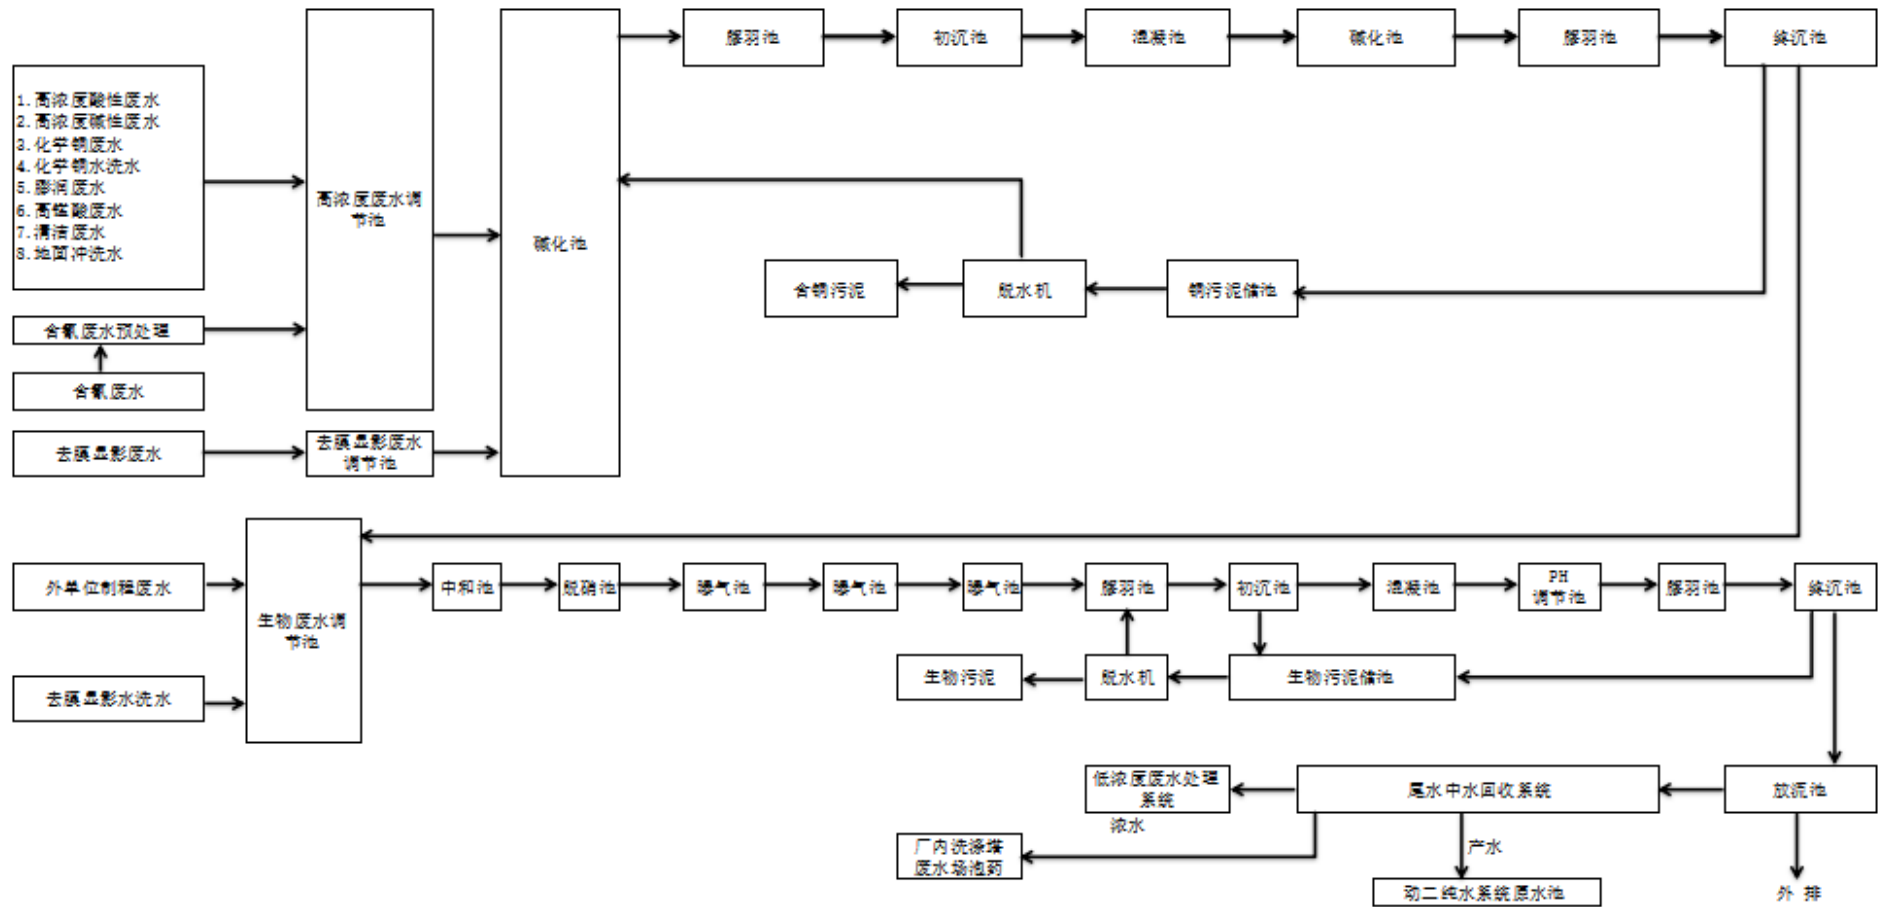 胶羽池
初沉池
混凝池
碱化池
胶羽池
终沉池
1.高浓度酸性废水
2.高浓度碱性废水
3.化学铜废水
4.化学铜水洗水
5.膨润废水
6.高锰酸废水
7.清洁废水
8.地面冲洗水
高浓度废水调
节池
碱化池
含铜污泥
脱水机
铜污泥储池
含氰废水预处理
含氰废水
去膜显影废水
去膜显影废水
调节池
外单位制程废水
生物废水调
节池
去膜显影水洗水
中和池
脱硝池
曝气池
曝气池
曝气池
胶羽池
初沉池
混凝池
PH
调节池
胶羽池
终沉池
生物污泥
脱水机
生物污泥储池
低浓度废水处理
系统
浓水
尾水中水回收系统
放流池
厂内洗涤塔
废水场泡药
产水
动二纯水系统原水池
外 排